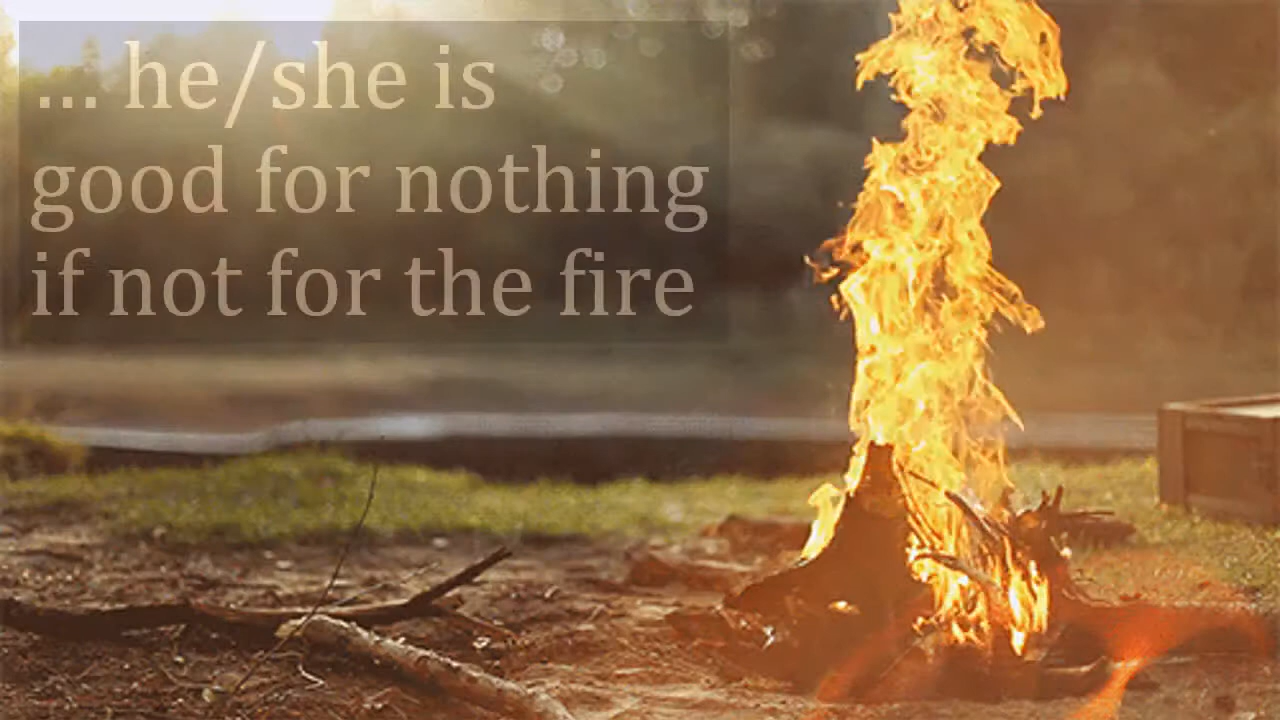 ... he/she is
good for nothing
if not for the fire